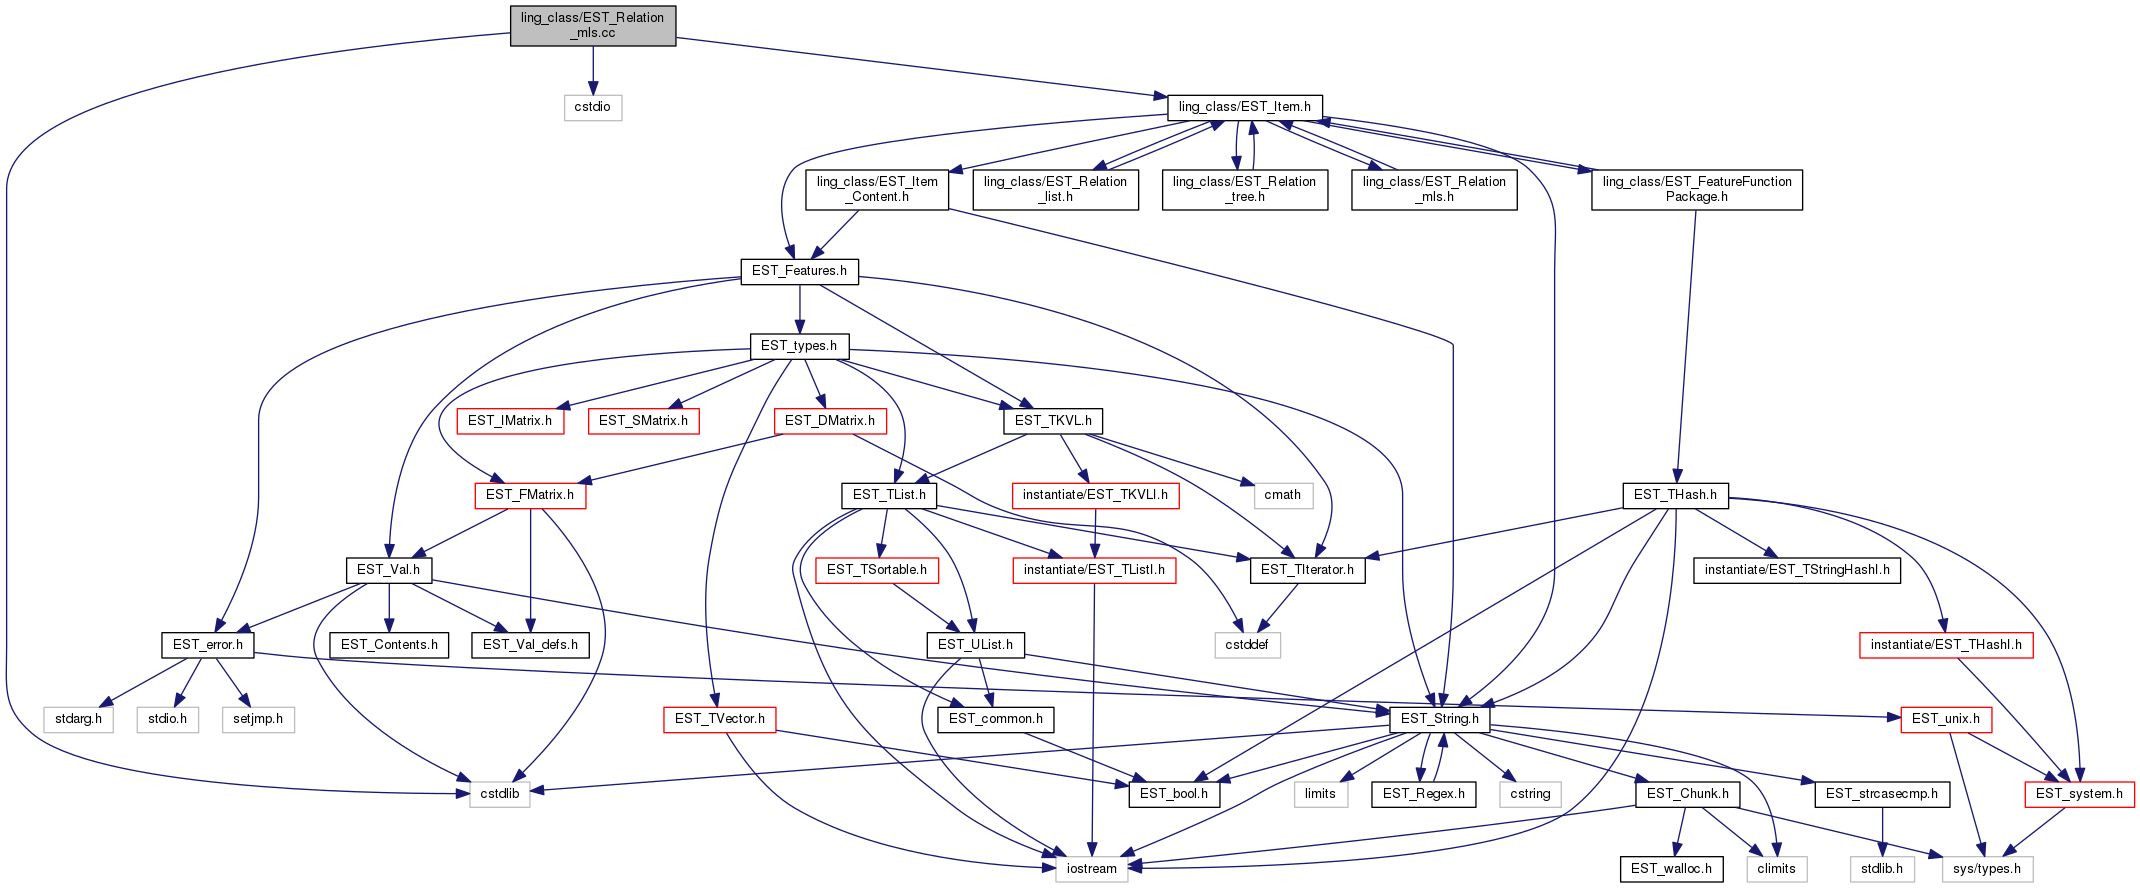 ling_class/EST_Relation
_mls.cc
cstdio
ling_class/EST_Item.h
ling_class/EST_Item
_Content.h
ling_class/EST_Relation
_list.h
ling_class/EST_Relation
_tree.h
ling_class/EST_Relation
_mls.h
ling_class/EST_FeatureFunction
Package.h
EST_Features.h
EST_types.h
EST_IMatrix.h
EST_SMatrix.h
EST_DMatrix.h
EST_TKVL.h
EST_FMatrix.h
EST_TList.h
instantiate/EST_TKVLI.h
cmath
EST_THash.h
EST_Val.h
EST_TSortable.h
instantiate/EST_TListI.h
EST_TIterator.h
instantiate/EST_TStringHashI.h
EST_error.h
EST_Contents.h
EST_Val_defs.h
EST_UList.h
cstddef
instantiate/EST_THashI.h
stdarg.h
stdio.h
setjmp.h
EST_TVector.h
EST_common.h
EST_String.h
EST_unix.h
cstdlib
EST_bool.h
limits
EST_Regex.h
cstring
EST_Chunk.h
EST_strcasecmp.h
EST_system.h
iostream
EST_walloc.h
climits
stdlib.h
sys/types.h